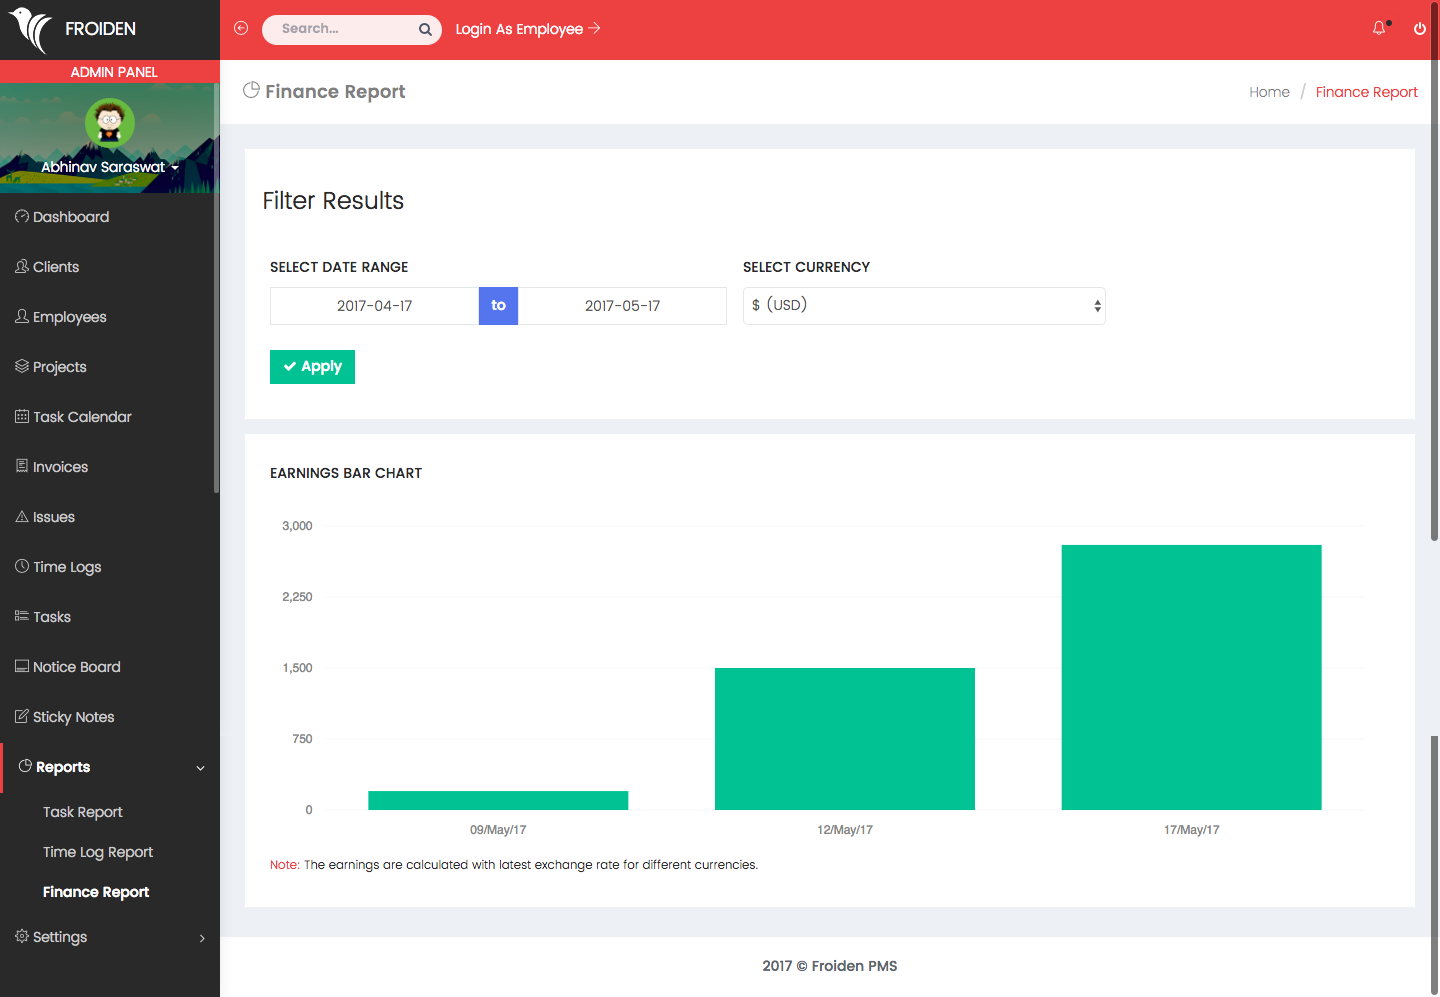 FROIDEN
Search...
Login As Employee
ADMIN PANEL
Abhinav Saraswat
Dashboard
Clients
Employees
Projects
Task Calendar
Invoices
Issues
Time Logs
Tasks
Notice Board
Sticky Notes
Reports
Task Report
Time Log Report
Finance Report
Settings
Finance Report
Home / Finance Report
Filter Results
SELECT DATE RANGE
2017-04-17 to 2017-05-17
SELECT CURRENCY
$ (USD)
Apply
EARNINGS BAR CHART
3,000
2,250
1,500
750
0
09/May/17 12/May/17 17/May/17
Note: The earnings are calculated with latest exchange rate for different currencies.
2017 © Froiden PMS